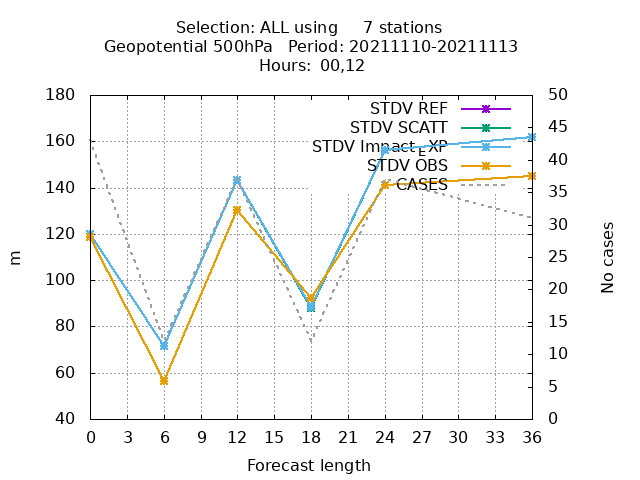 Selection: ALL using 7 stations
Geopotential 500hPa Period: 20211110-20211113
Hours: 00,12
180
160
140
120
100
80
60
40
m
50
45
40
35
30
25
20
15
10
5
0
No cases
STDV REF
STDV SCATT
STDV Impact_EXP
STDV OBS
CASES
0 3 6 9 12 15 18 21 24 27 30 33 36
Forecast length